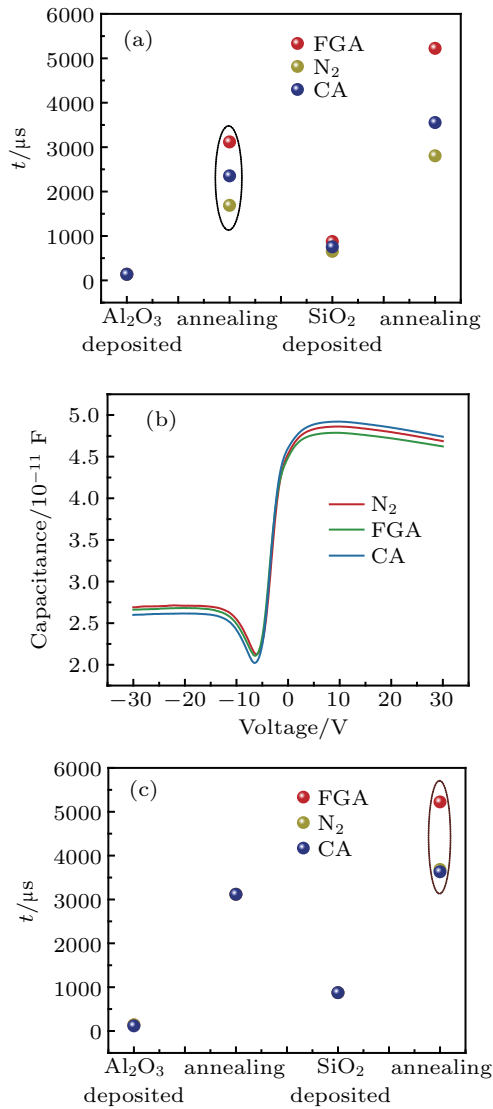 (a)
FGA
N₂
CA
6000
5000
4000
3000
2000
1000
0
t/μs
Al₂O₃ annealing SiO₂ annealing
deposited deposited
(b)
5.0
4.5
4.0
3.5
3.0
2.5
2.0
Capacitance/10⁻¹¹ F
N₂
FGA
CA
−30 −20 −10 0 10 20 30
Voltage/V
(c)
FGA
N₂
CA
6000
5000
4000
3000
2000
1000
0
t/μs
Al₂O₃ annealing SiO₂ annealing
deposited deposited